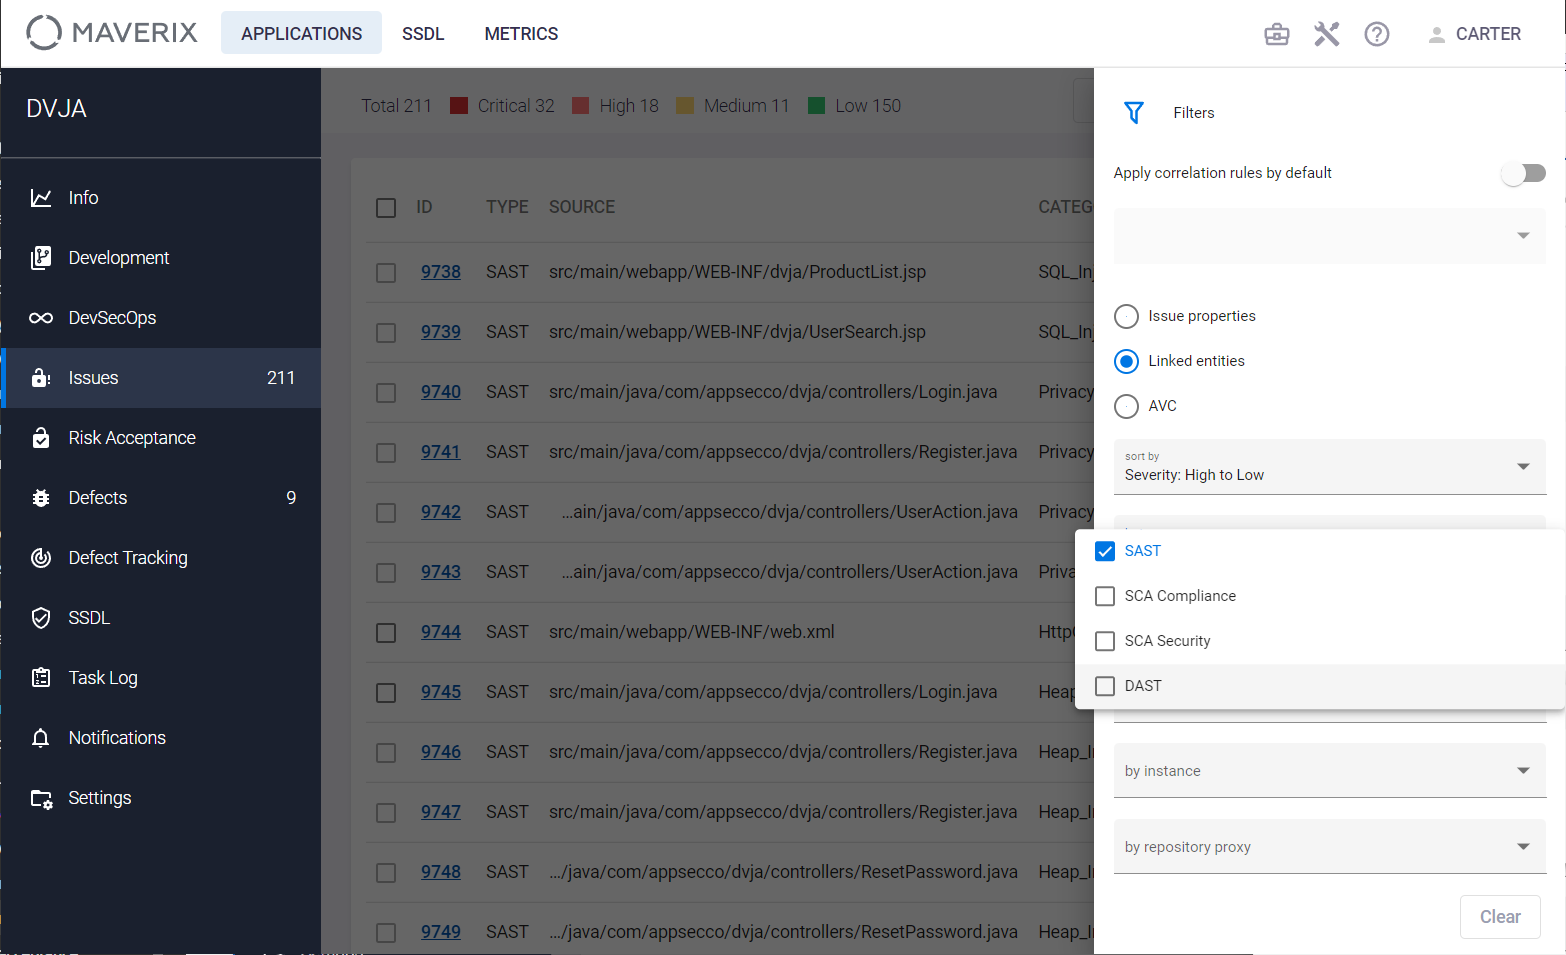 MAVERIX APPLICATIONS SSDL METRICS CARTER
DVJA
Info
Development
DevSecOps
Issues 211
Risk Acceptance
Defects 9
Defect Tracking
SSDL
Task Log
Notifications
Settings
Total 211 Critical 32 High 18 Medium 11 Low 150
ID TYPE SOURCE CATEG
9738 SAST src/main/webapp/WEB-INF/dvja/ProductList.jsp SQL_Inj
9739 SAST src/main/webapp/WEB-INF/dvja/UserSearch.jsp SQL_Inj
9740 SAST src/main/java/com/appsecco/dvja/controllers/Login.java Privacy
9741 SAST src/main/java/com/appsecco/dvja/controllers/Register.java Privacy
9742 SAST ...ain/java/com/appsecco/dvja/controllers/UserAction.java Privacy
9743 SAST ...ain/java/com/appsecco/dvja/controllers/UserAction.java Priva
9744 SAST src/main/webapp/WEB-INF/web.xml Http
9745 SAST src/main/java/com/appsecco/dvja/controllers/Login.java Heap
9746 SAST src/main/java/com/appsecco/dvja/controllers/Register.java Heap_I
9747 SAST src/main/java/com/appsecco/dvja/controllers/Register.java Heap_I
9748 SAST .../java/com/appsecco/dvja/controllers/ResetPassword.java Heap_I
9749 SAST .../java/com/appsecco/dvja/controllers/ResetPassword.java Heap_I
Filters
Apply correlation rules by default
Issue properties
Linked entities
AVC
sort by
Severity: High to Low
SAST
SCA Compliance
SCA Security
DAST
by instance
by repository proxy
Clear